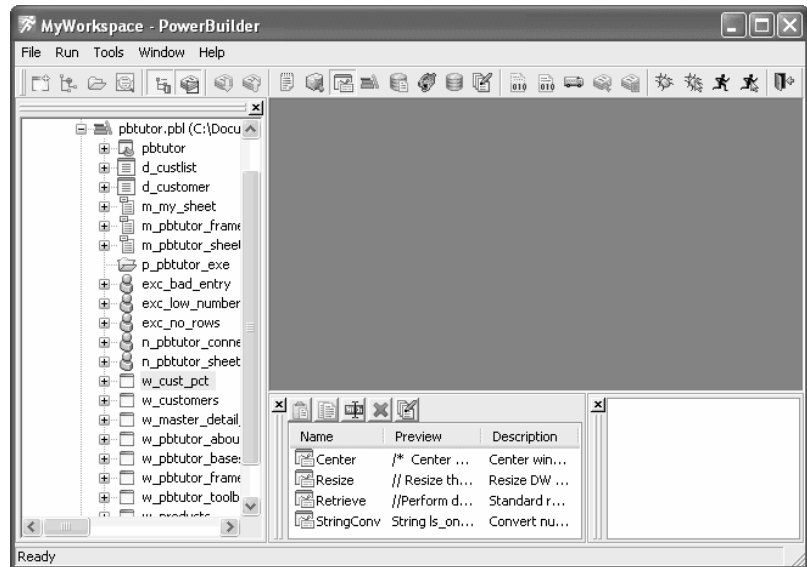 MyWorkspace - PowerBuilder
File Run Tools Window Help
pbtutor.pbl (C:\Docu
pbtutor
d_custlist
d_customer
m_my_sheet
m_pbtutor_frame
m_pbtutor_sheet
p_pbtutor_exe
exc_bad_entry
exc_low_number
exc_no_rows
n_pbtutor_conne
n_pbtutor_sheet
w_cust_pct
w_customers
w_master_detail_
w_pbtutor_abou
w_pbtutor_base
w_pbtutor_frame
w_pbtutor_toolb
w_products
Name Preview Description
Center /* Center ... Center win...
Resize // Resize th... Resize DW ...
Retrieve //Perform d... Standard r...
StringConv String ls_on... Convert nu...
Ready